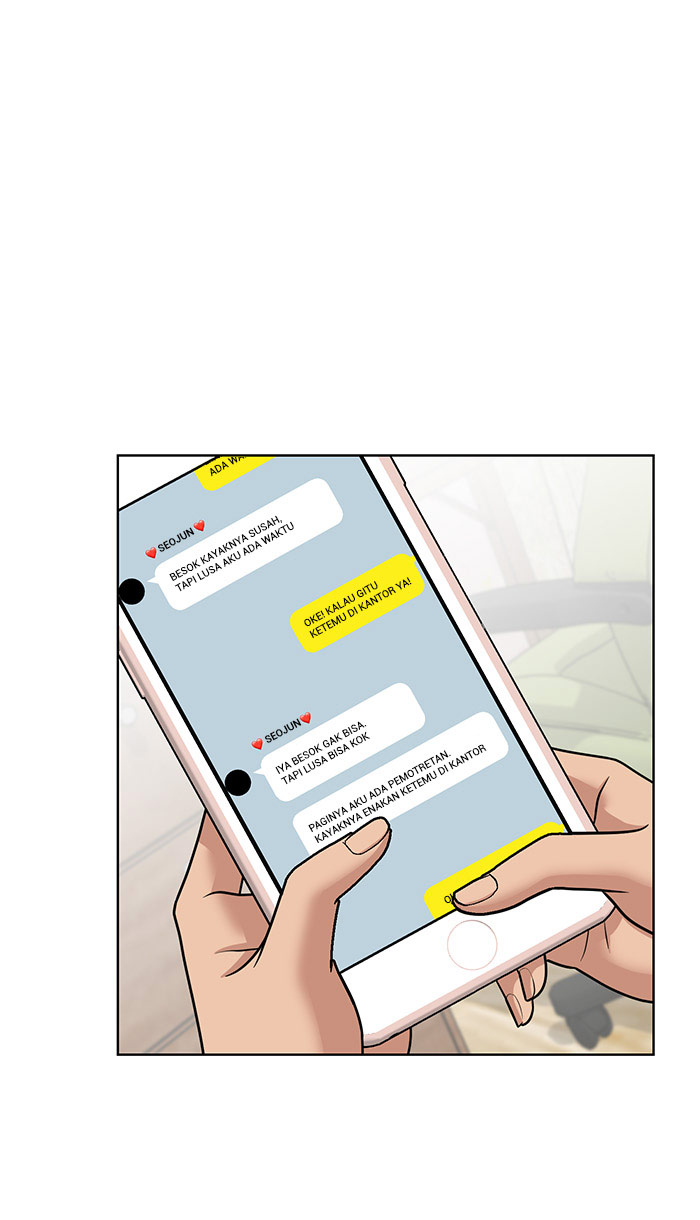 ADA
❤️ SEOJUN ❤️
BESOK KAYAKNYA SUSAH,
TAPI LUSA AKU ADA WAKTU
OKE! KALAU GITU
KETEMU DI KANTOR YA!
❤️ SEOJUN❤️
IYA BESOK GAK BISA.
TAPI LUSA BISA KOK
PAGINYA AKU ADA PEMOTRETAN.
KAYAKNYA ENAKAN KETEMU DI KANTOR